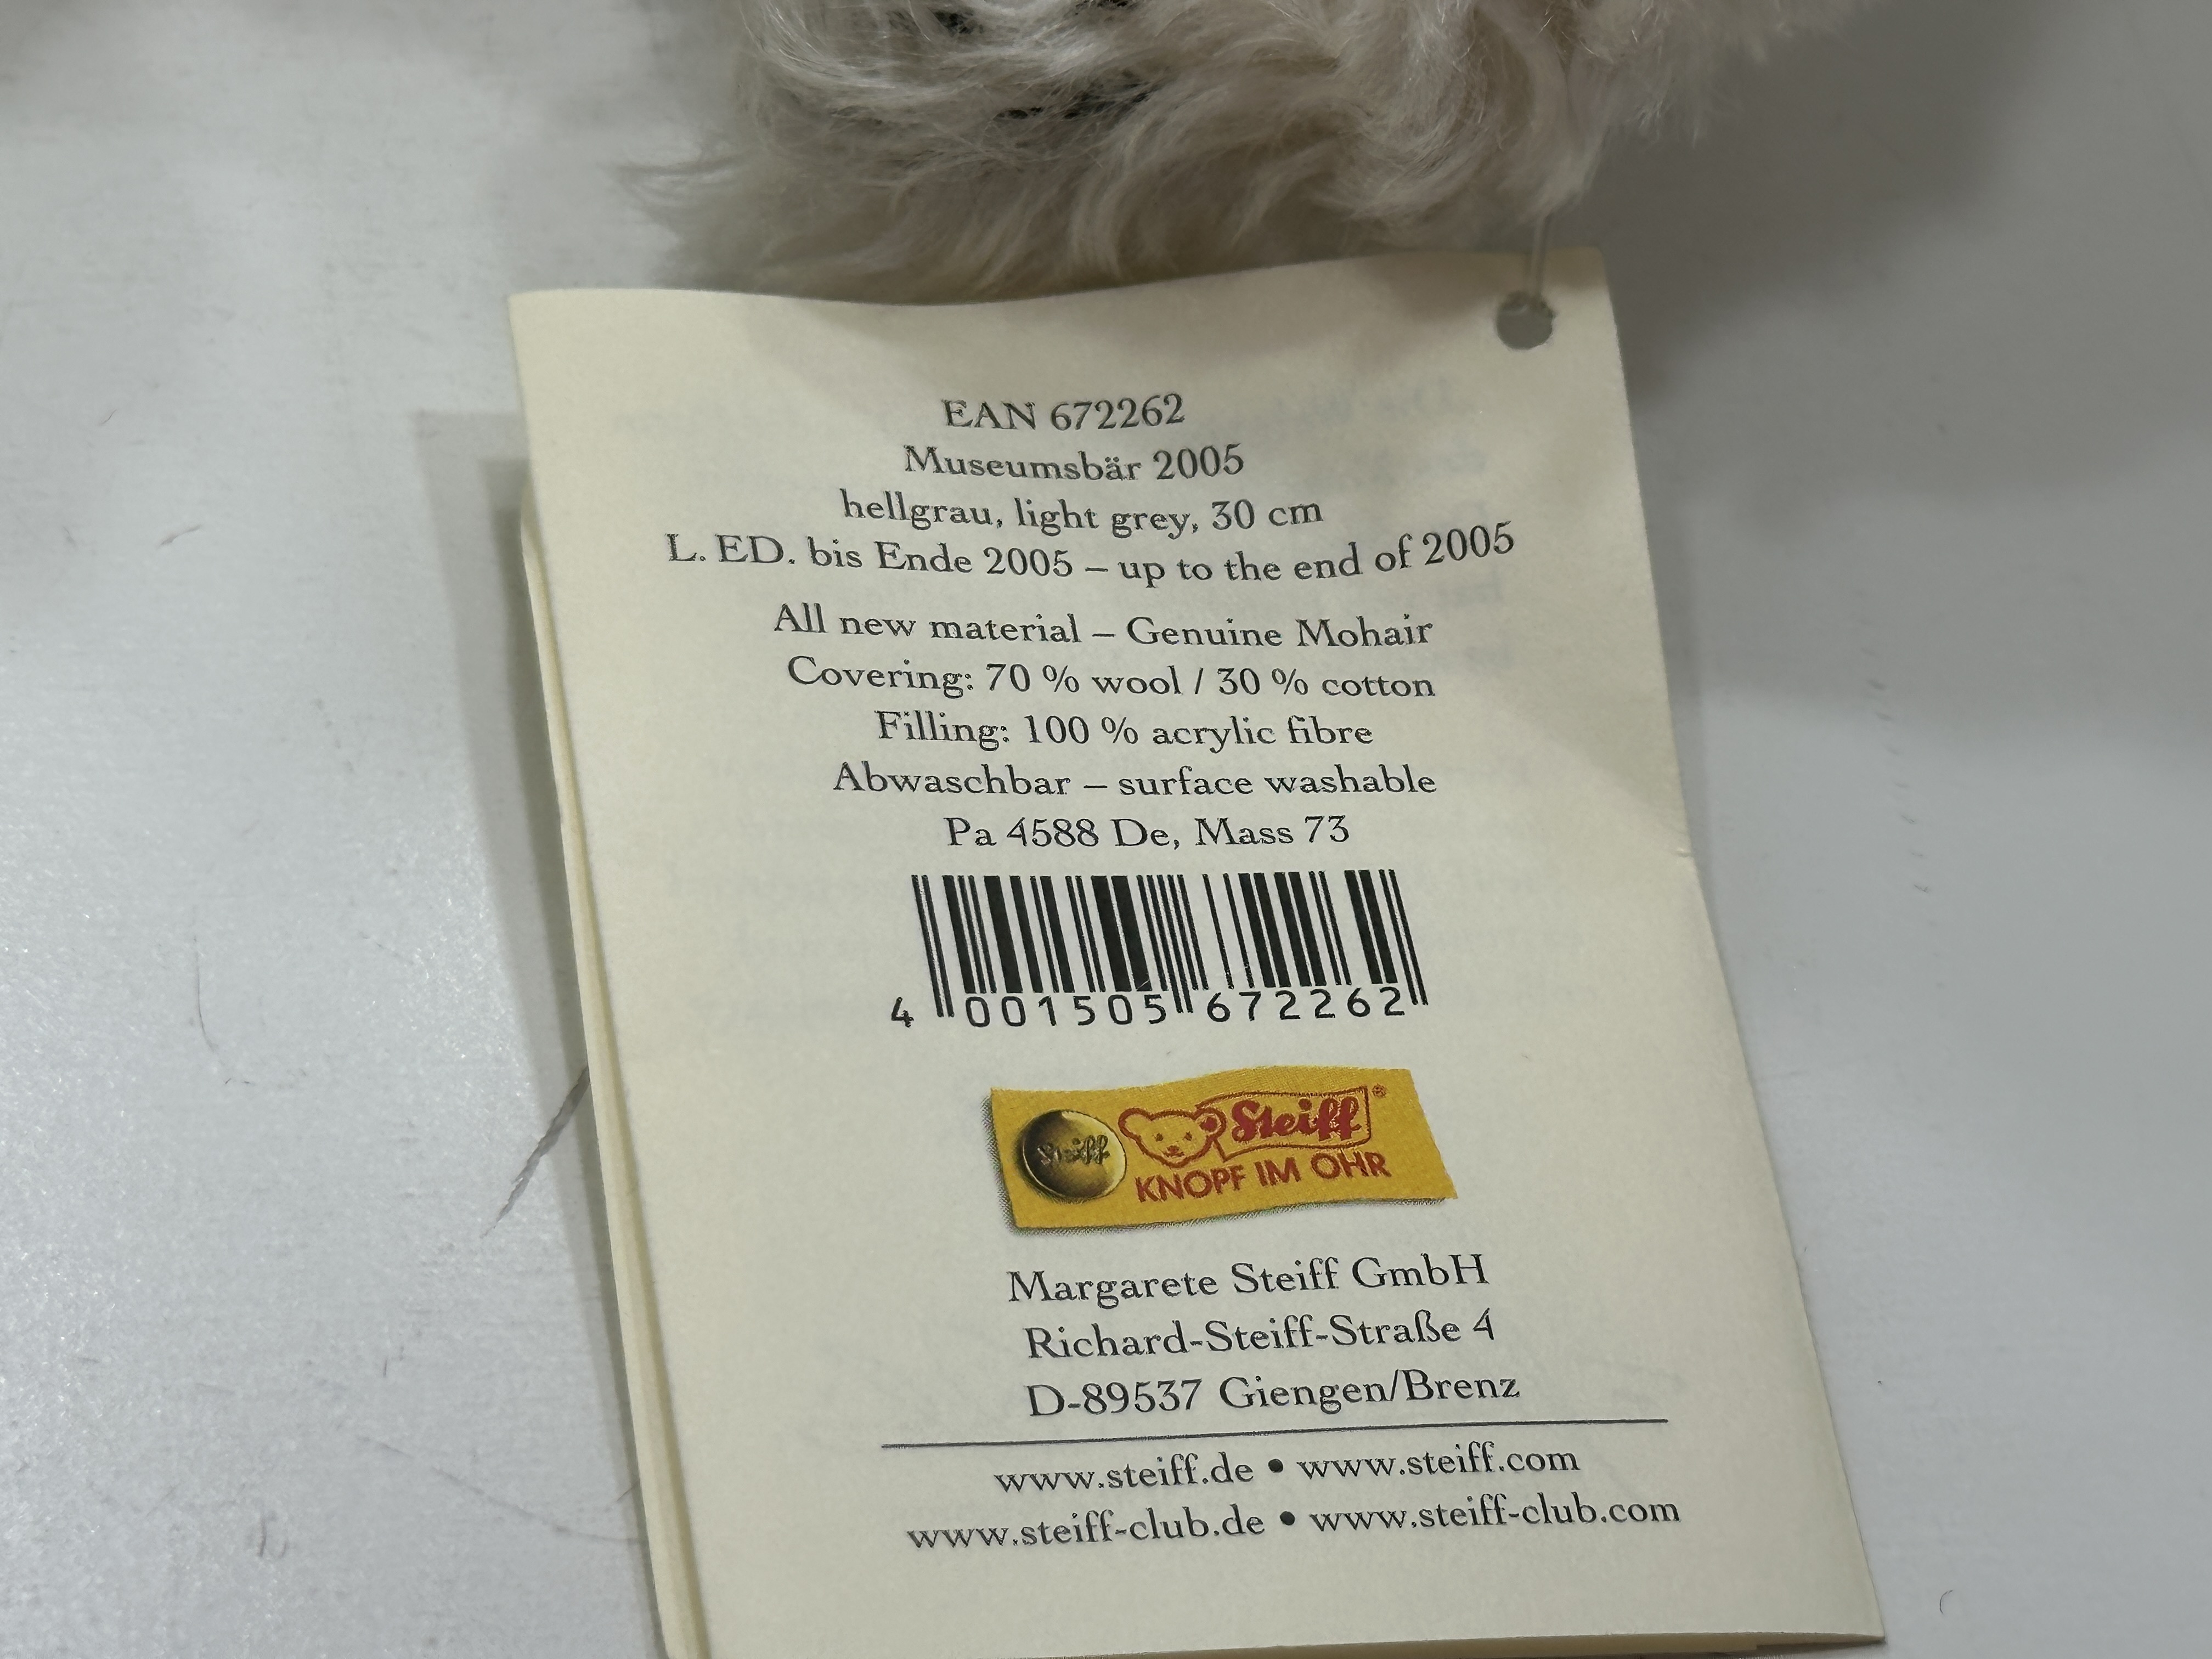 EAN 672262
Museumsbär 2005
hellgrau, light grey, 30 cm
L. ED. bis Ende 2005 – up to the end of 2005
All new material – Genuine Mohair
Covering: 70 % wool / 30 % cotton
Filling: 100 % acrylic fibre
Abwaschbar – surface washable
Pa 4588 De, Mass 73
4 001505 672262
Steiff Steiff®
KNOPF IM OHR
Margarete Steiff GmbH
Richard-Steiff-Straße 4
D-89537 Giengen/Brenz
www.steiff.de • www.steiff.com
www.steiff-club.de • www.steiff-club.com